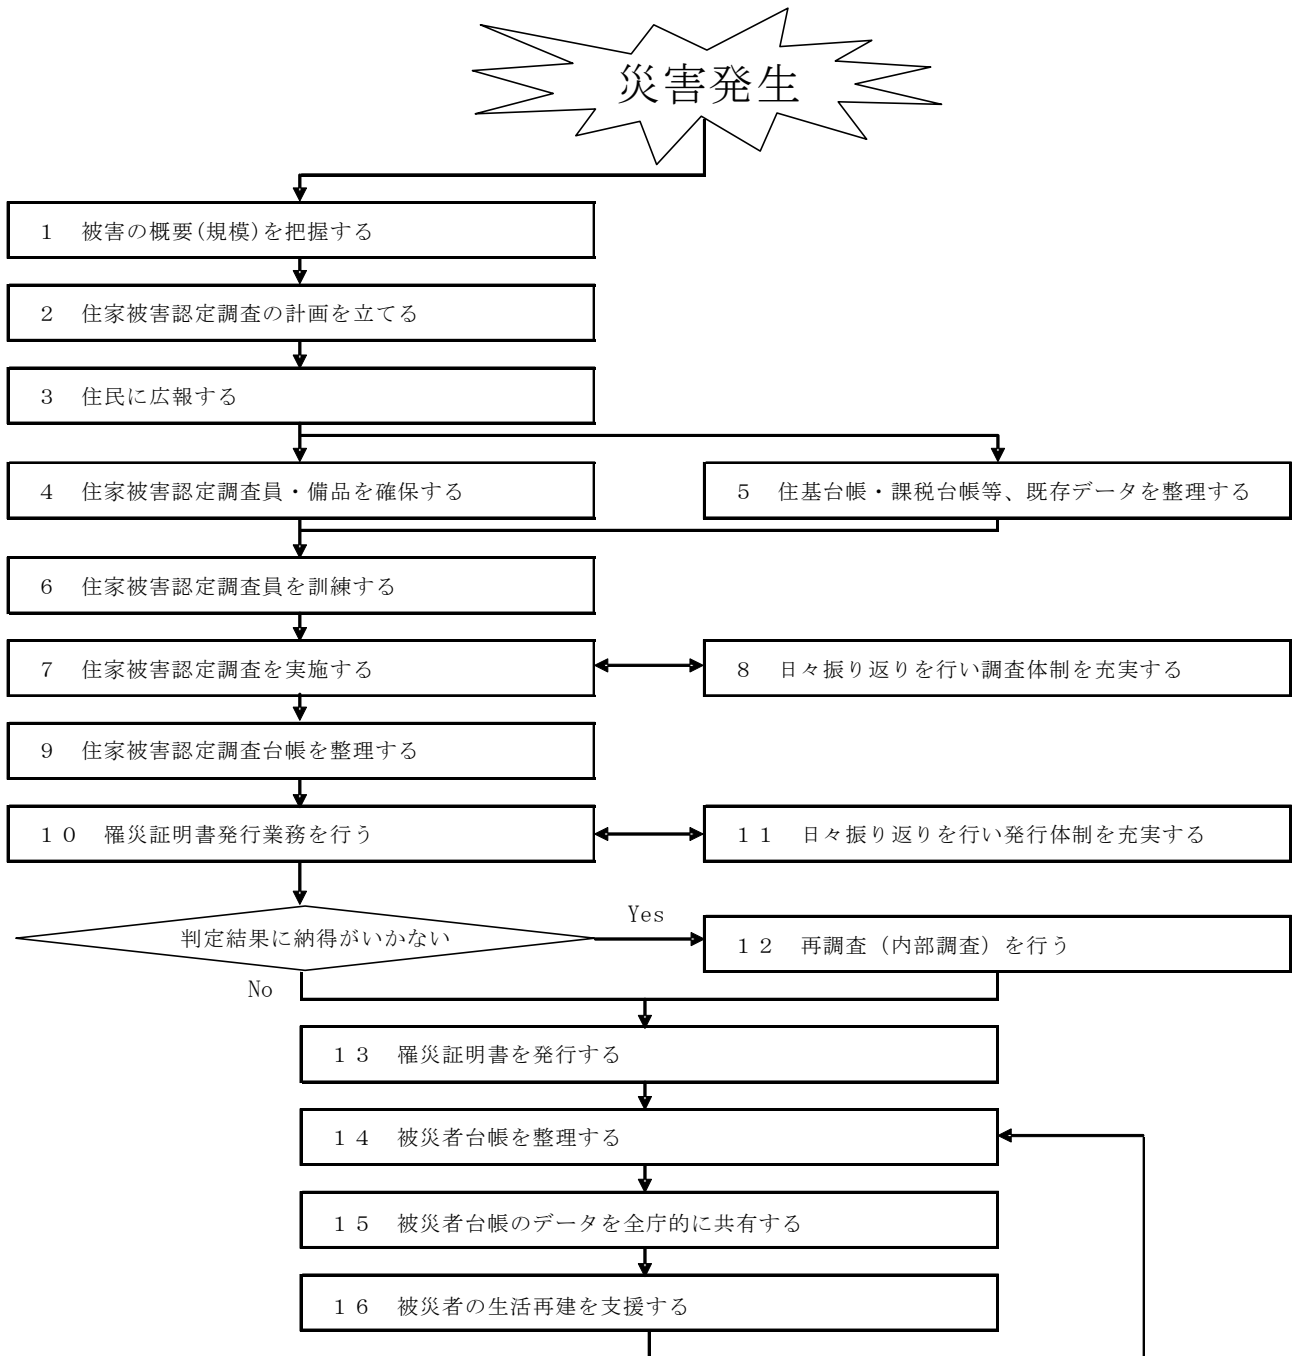 災害発生
１　被害の概要(規模)を把握する
２　住家被害認定調査の計画を立てる
３　住民に広報する
４　住家被害認定調査員・備品を確保する
５　住基台帳・課税台帳等、既存データを整理する
６　住家被害認定調査員を訓練する
７　住家被害認定調査を実施する
８　日々振り返りを行い調査体制を充実する
９　住家被害認定調査台帳を整理する
１０　罹災証明書発行業務を行う
１１　日々振り返りを行い発行体制を充実する
判定結果に納得がいかない
Yes
１２　再調査（内部調査）を行う
No
１３　罹災証明書を発行する
１４　被災者台帳を整理する
１５　被災者台帳のデータを全庁的に共有する
１６　被災者の生活再建を支援する